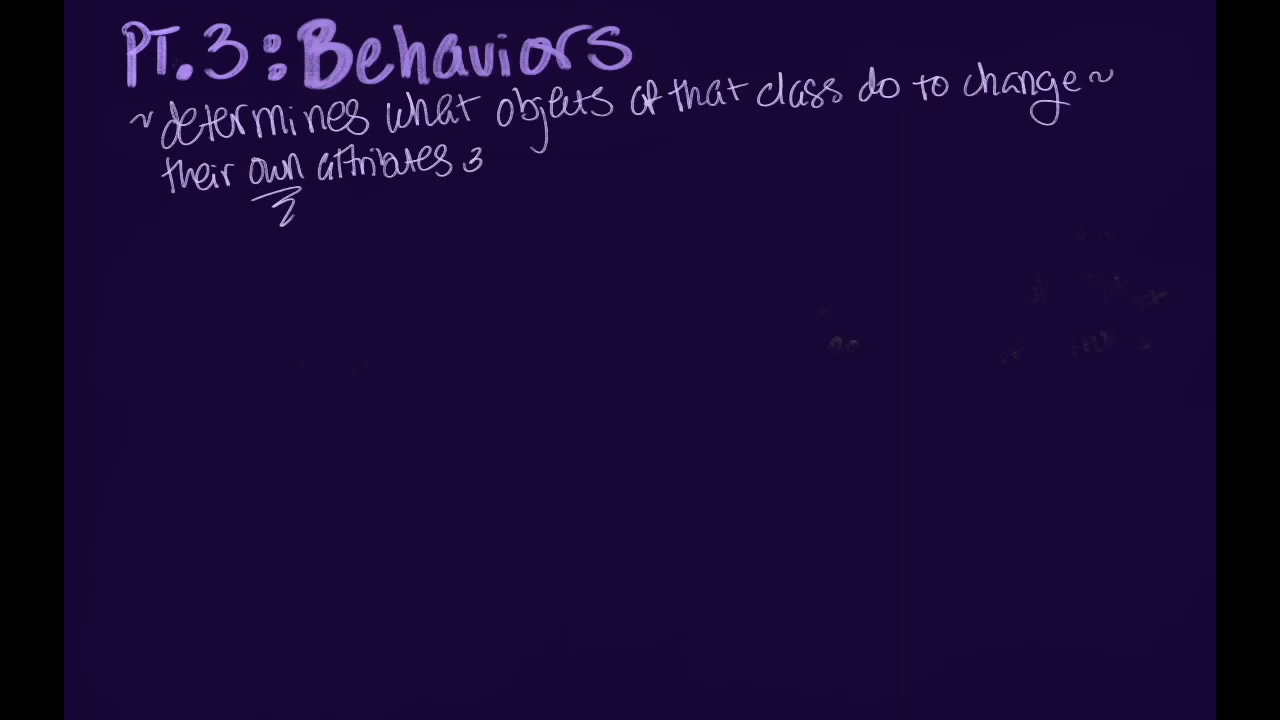 PT.3: Behaviors
~ determines what objects of that class do to change ~
their own attributes 3